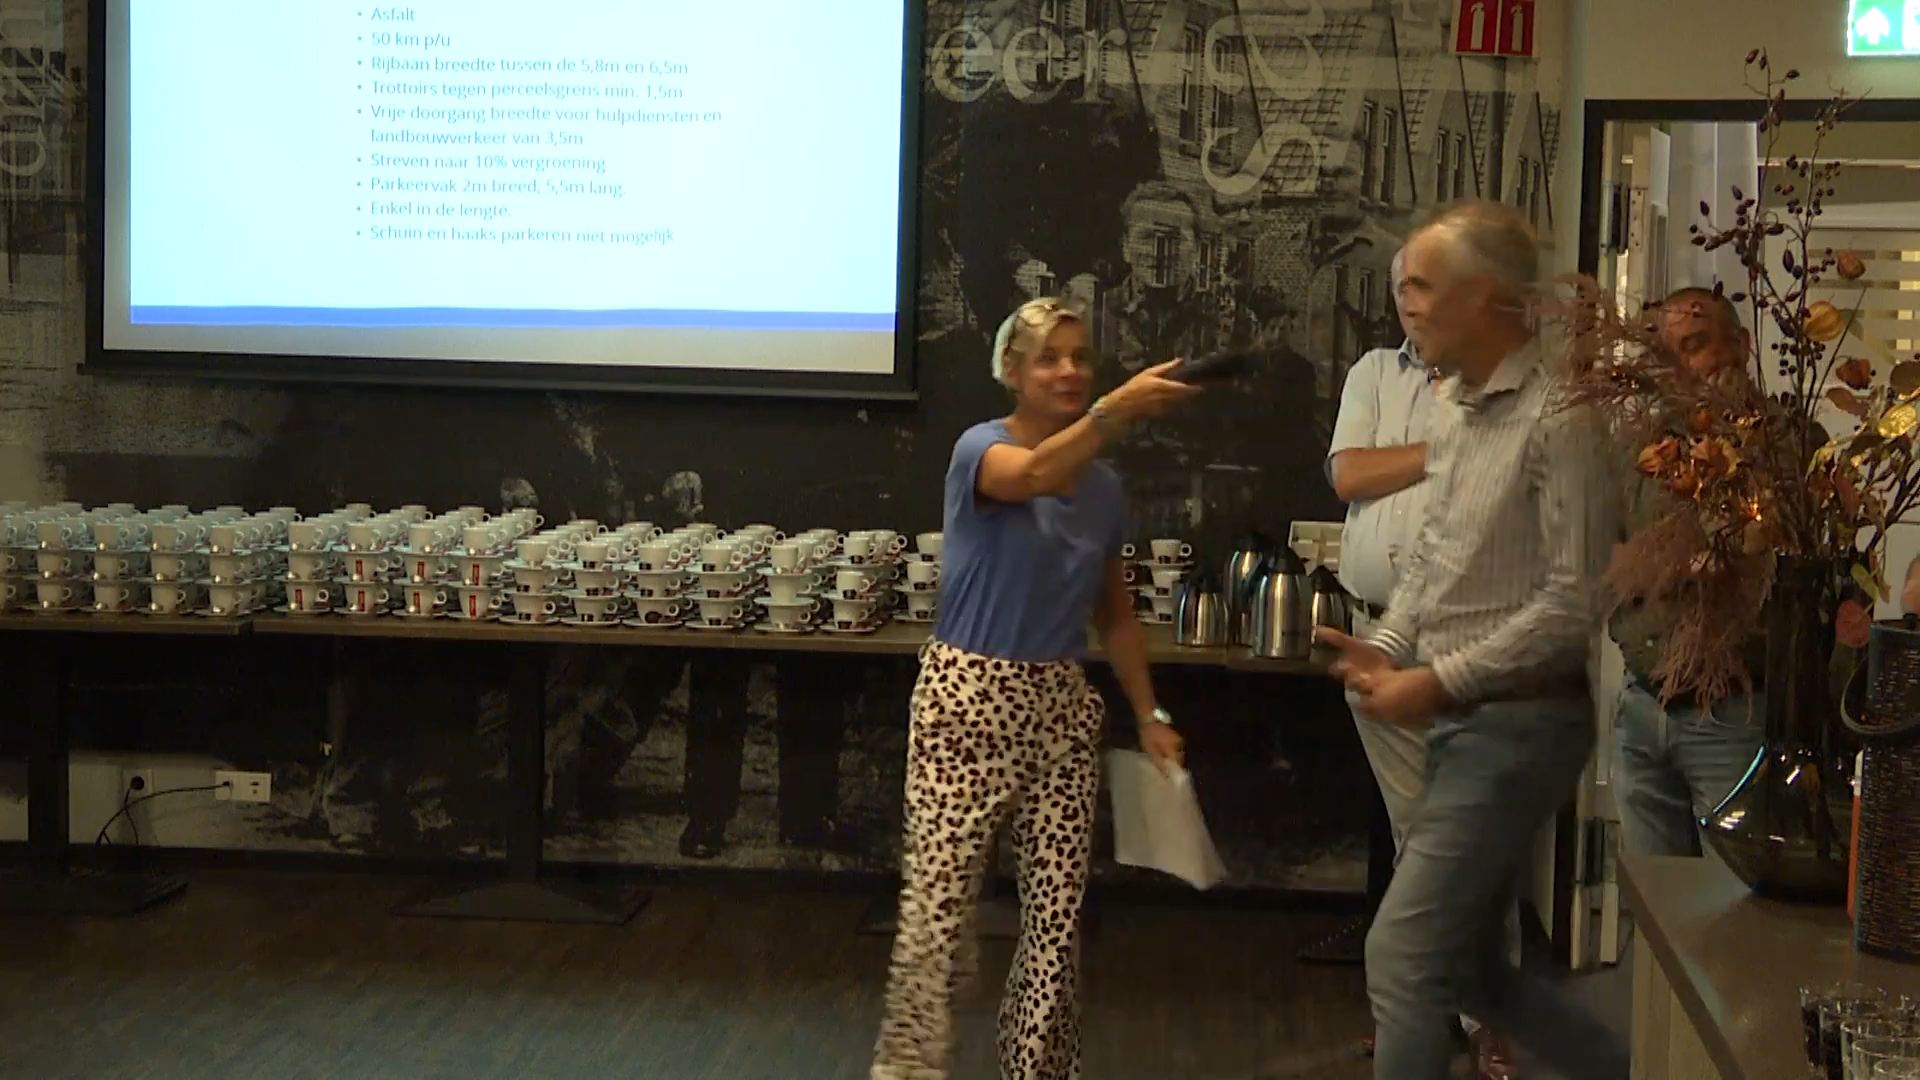 • Asfalt
• 50 km p/u
• Rijbaan breedte tussen de 5,8m en 6,5m
• Trottoirs tegen perceelsgrens min. 1,5m
• Vrije doorgang breedte voor hulpdiensten en
landbouwverkeer van 3,5m
• Streven naar 10% vergroening
• Parkeervak 2m breed, 5,5m lang.
• Enkel in de lengte.
• Schuin en haaks parkeren niet mogelijk
eer